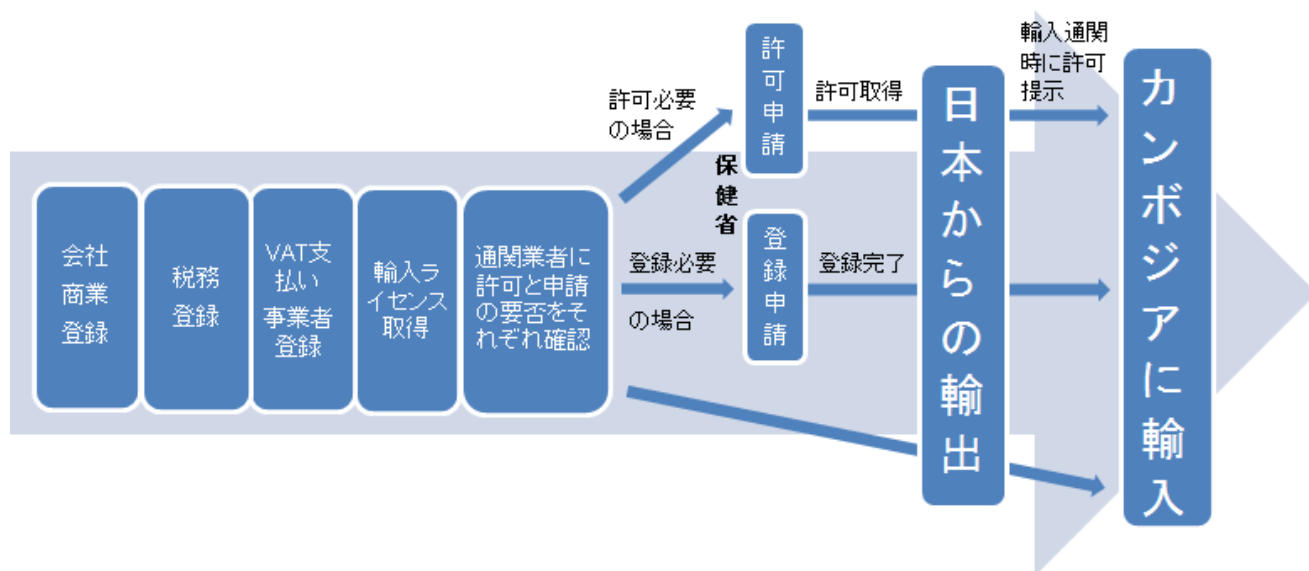 会社
商業
登録
税務
登録
VAT支
払い
事業者
登録
輸入ラ
イセンス
取得
通関業者に
許可と申請
の要否をそ
れぞれ確認
許可必要
の場合
登録必要
の場合
保健省
許可申請
登録申請
許可取得
登録完了
日本からの輸出
輸入通関
時に許可
提示
カンボジアに輸入